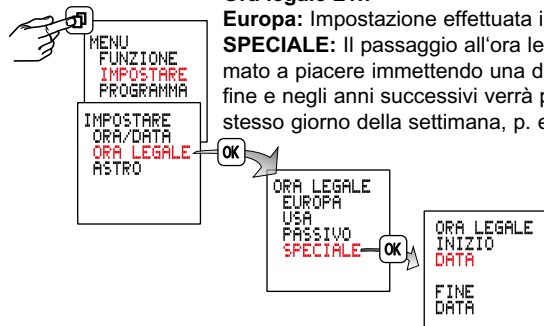 Europa: Impostazione effettuata i
SPECIALE: Il passaggio all'ora le
mato a piacere immettendo una d
fine e negli anni successivi verrà p
stesso giorno della settimana, p. e
MENU
FUNZIONE
IMPOSTARE
PROGRAMMA
IMPOSTARE
ORA/DATA
ORA LEGALE
ASTRO
OK
ORA LEGALE
EUROPA
USA
PASSIVO
SPECIALE
OK
ORA LEGALE
INIZIO
DATA
FINE
DATA